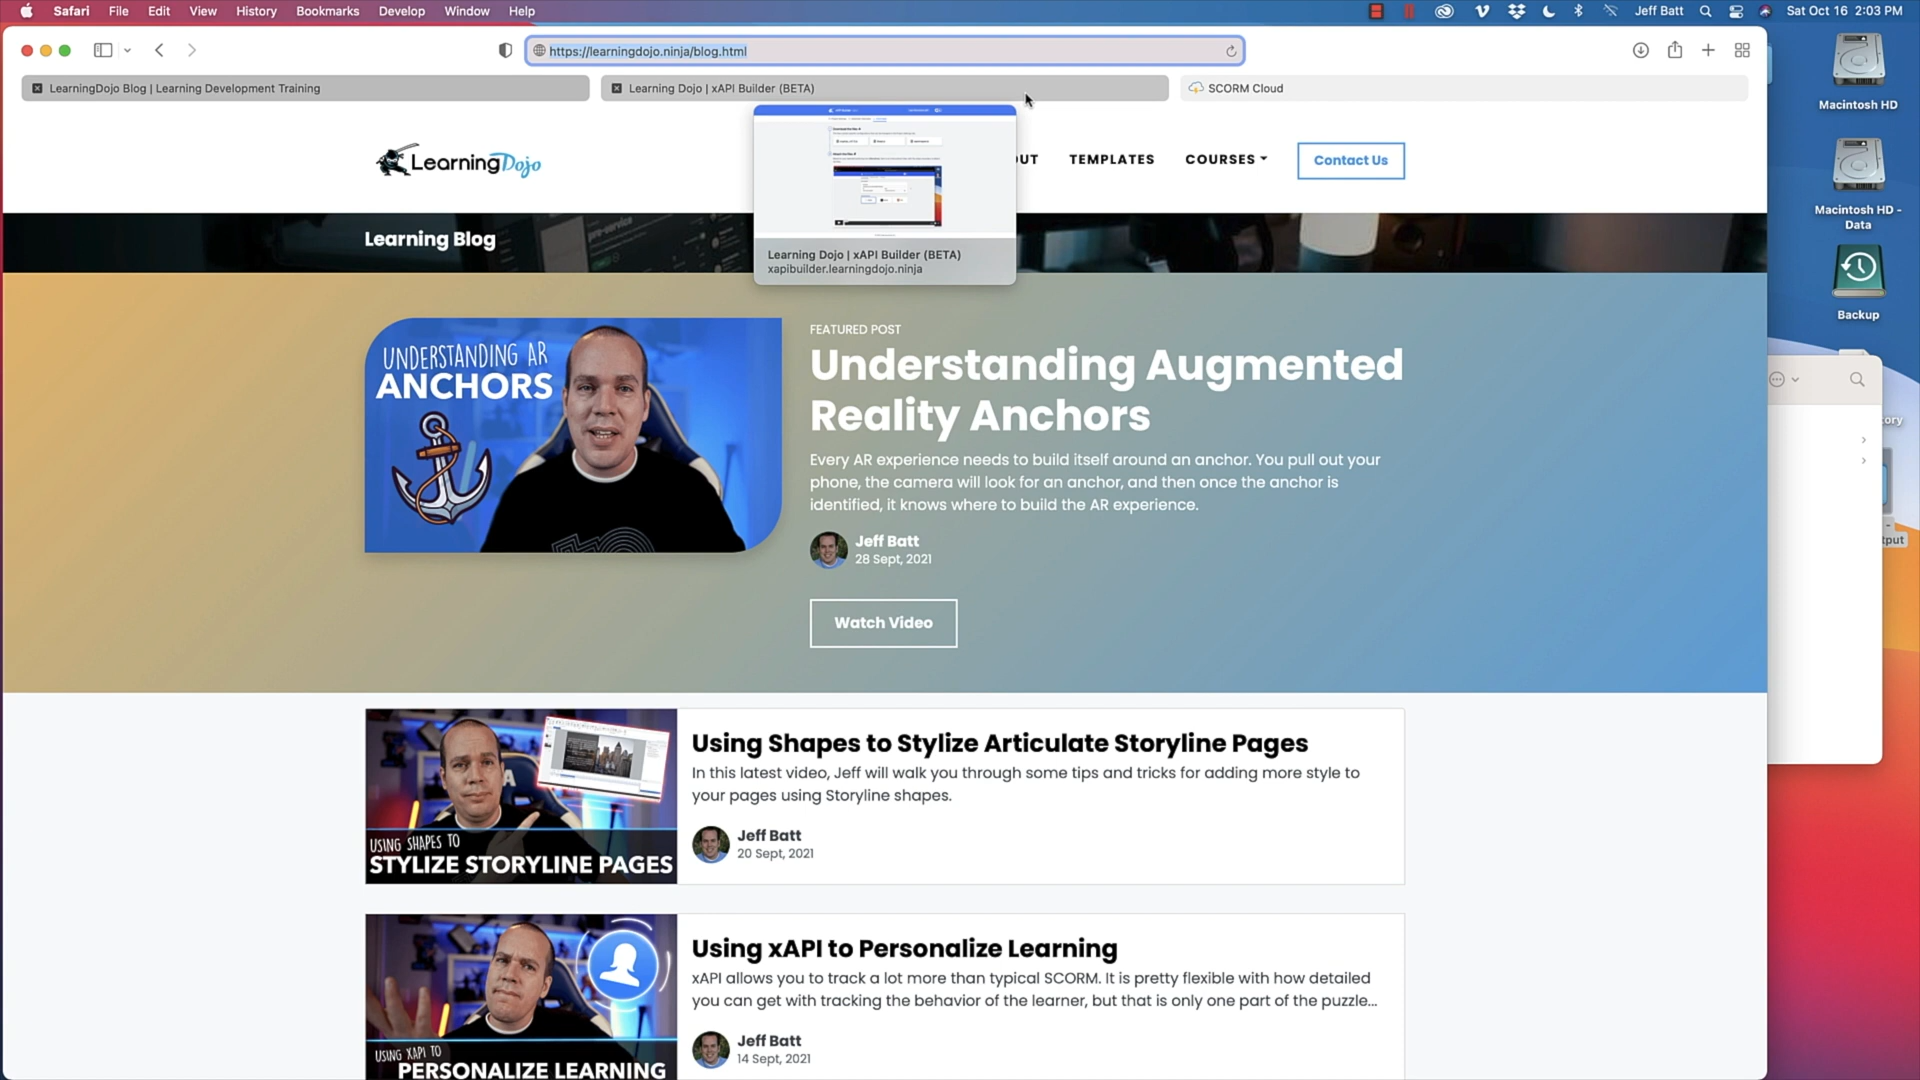 Safari File Edit View History Bookmarks Develop Window Help
Jeff Batt Sat Oct 16 2:03 PM
https://learningdojo.ninja/blog.html
LearningDojo Blog | Learning Development Training
Learning Dojo | xAPI Builder (BETA)
SCORM Cloud
Macintosh HD
Macintosh HD -
Data
Backup
LearningDojo
OUT TEMPLATES COURSES Contact Us
Learning Blog
Learning Dojo | xAPI Builder (BETA)
xapibuilder.learningdojo.ninja
UNDERSTANDING AR
ANCHORS
FEATURED POST
Understanding Augmented
Reality Anchors
Every AR experience needs to build itself around an anchor. You pull out your
phone, the camera will look for an anchor, and then once the anchor is
identified, it knows where to build the AR experience.
Jeff Batt
28 Sept, 2021
Watch Video
ory
tput
USING SHAPES TO
STYLIZE STORYLINE PAGES
Using Shapes to Stylize Articulate Storyline Pages
In this latest video, Jeff will walk you through some tips and tricks for adding more style to
your pages using Storyline shapes.
Jeff Batt
20 Sept, 2021
USING XAPI TO
PERSONALIZE LEARNING
Using xAPI to Personalize Learning
xAPI allows you to track a lot more than typical SCORM. It is pretty flexible with how detailed
you can get with tracking the behavior of the learner, but that is only one part of the puzzle...
Jeff Batt
14 Sept, 2021